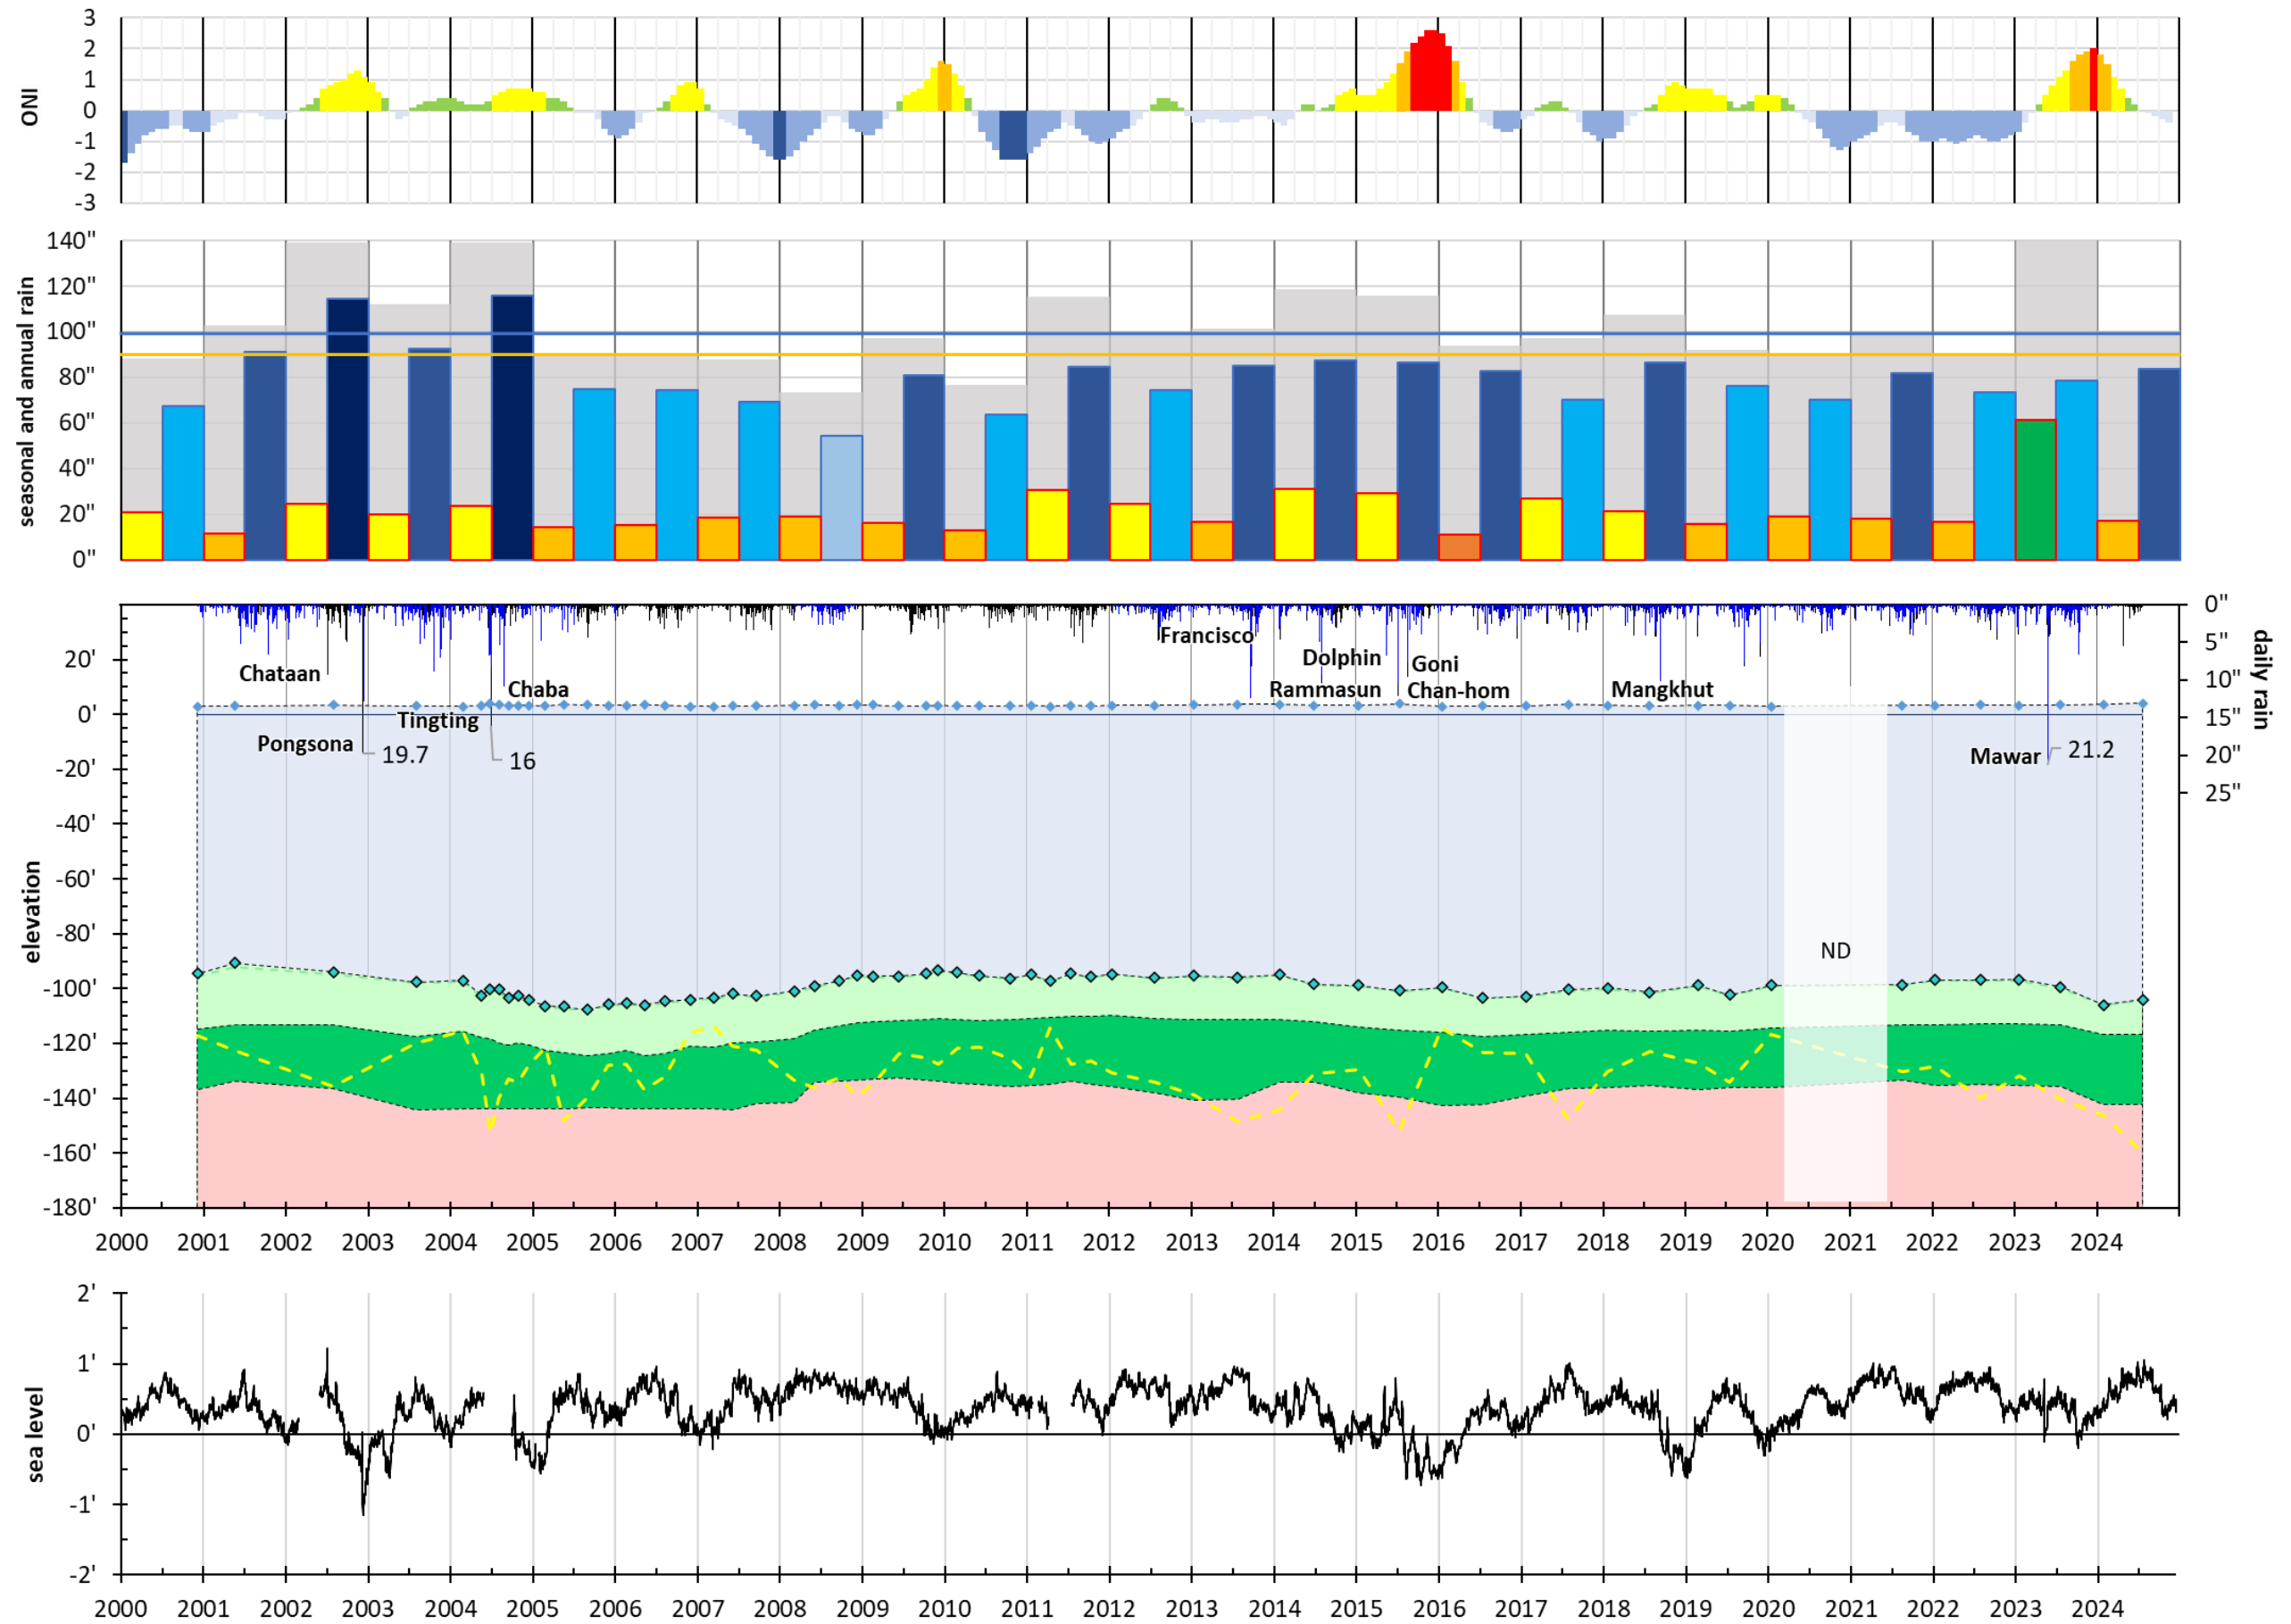 3
2
1
0
-1
-2
-3
ONI
140"
120"
100"
80"
60"
40"
20"
0"
seasonal and annual rain
20'
0'
-20'
-40'
-60'
-80'
-100'
-120'
-140'
-160'
-180'
elevation
0"
5"
10"
15"
20"
25"
daily rain
Francisco
Chataan
Dolphin
Goni
Chaba
Rammasun
Chan-hom
Mangkhut
Tingting
Pongsona
19.7
16
Mawar
21.2
ND
2000 2001 2002 2003 2004 2005 2006 2007 2008 2009 2010 2011 2012 2013 2014 2015 2016 2017 2018 2019 2020 2021 2022 2023 2024
2'
1'
0'
-1'
-2'
sea level
2000 2001 2002 2003 2004 2005 2006 2007 2008 2009 2010 2011 2012 2013 2014 2015 2016 2017 2018 2019 2020 2021 2022 2023 2024